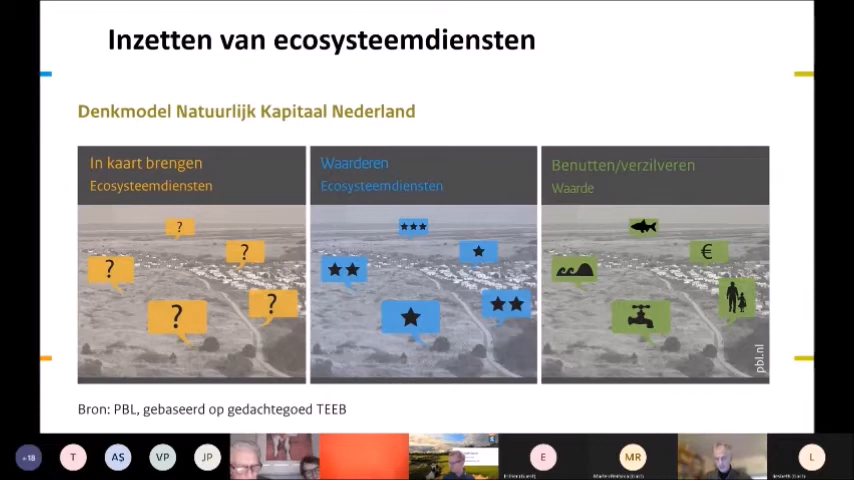 Inzetten van ecosysteemdiensten
Denkmodel Natuurlijk Kapitaal Nederland
In kaart brengen
Ecosysteemdiensten
Waarderen
Ecosysteemdiensten
Benutten/verzilveren
Waarde
?
?
?
?
?
€
pbl.nl
Bron: PBL, gebaseerd op gedachtegoed TEEB
+18
T
AS
VP
JP
E
MR
L